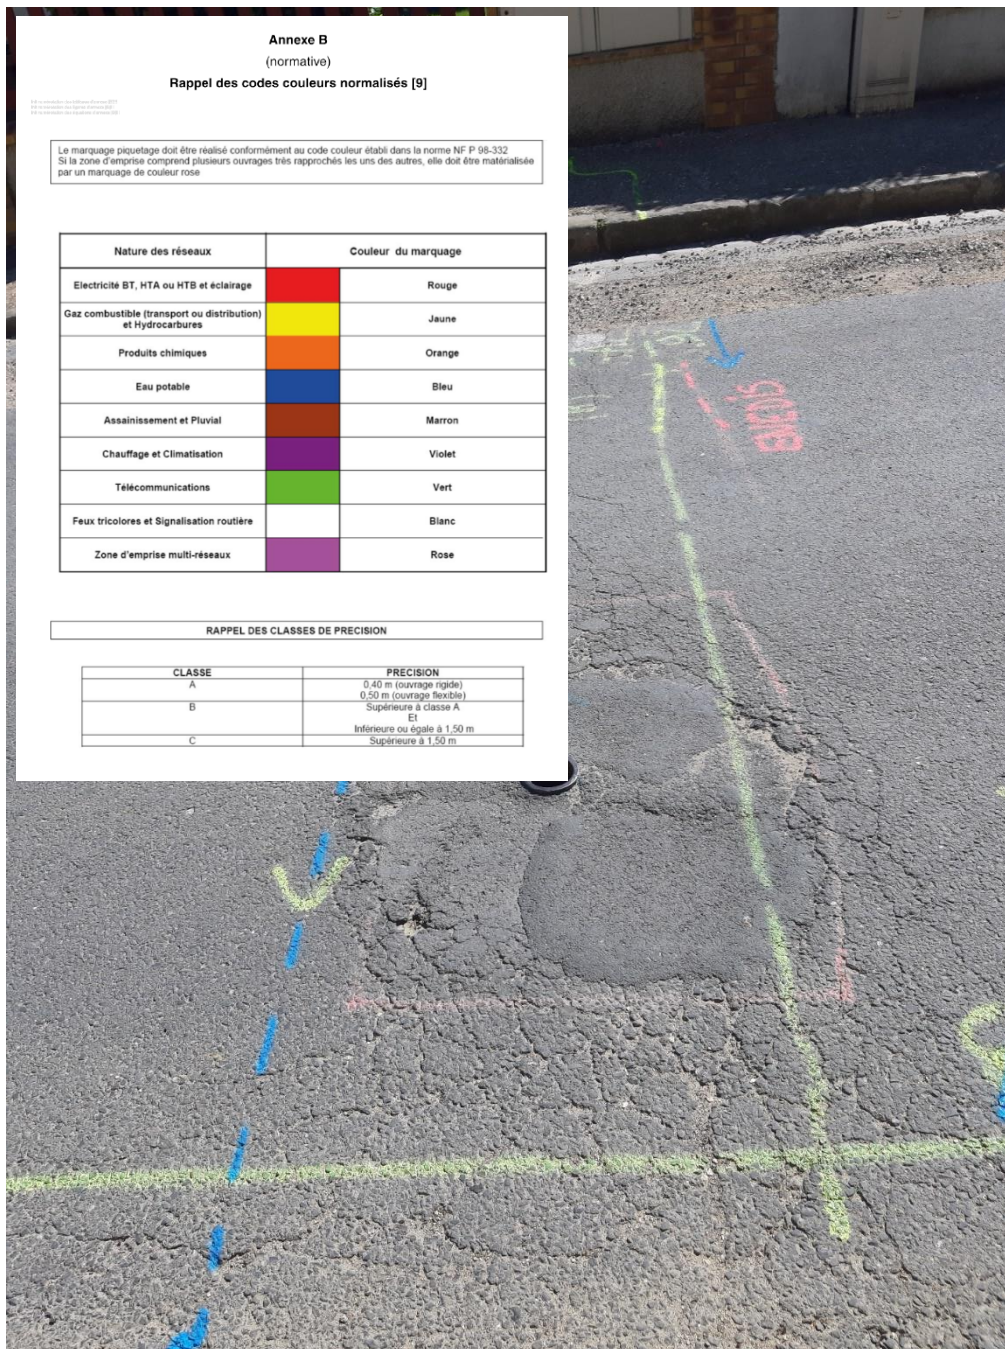 Annexe B
(normative)
Rappel des codes couleurs normalisés [9]
Le marquage piquetage doit être réalisé conformément au code couleur établi dans la norme NF P 98-332
Si la zone d'emprise comprend plusieurs ouvrages très rapprochés les uns des autres, elle doit être matérialisée
par un marquage de couleur rose
Nature des réseaux Couleur du marquage
Electricité BT, HTA ou HTB et éclairage Rouge
Gaz combustible (transport ou distribution)
et Hydrocarbures Jaune
Produits chimiques Orange
Eau potable Bleu
Assainissement et Pluvial Marron
Chauffage et Climatisation Violet
Télécommunications Vert
Feux tricolores et Signalisation routière Blanc
Zone d'emprise multi-réseaux Rose
RAPPEL DES CLASSES DE PRECISION
CLASSE PRECISION
A 0,40 m (ouvrage rigide)
0,50 m (ouvrage flexible)
B Supérieure à classe A
Et
Inférieure ou égale à 1,50 m
C Supérieure à 1,50 m